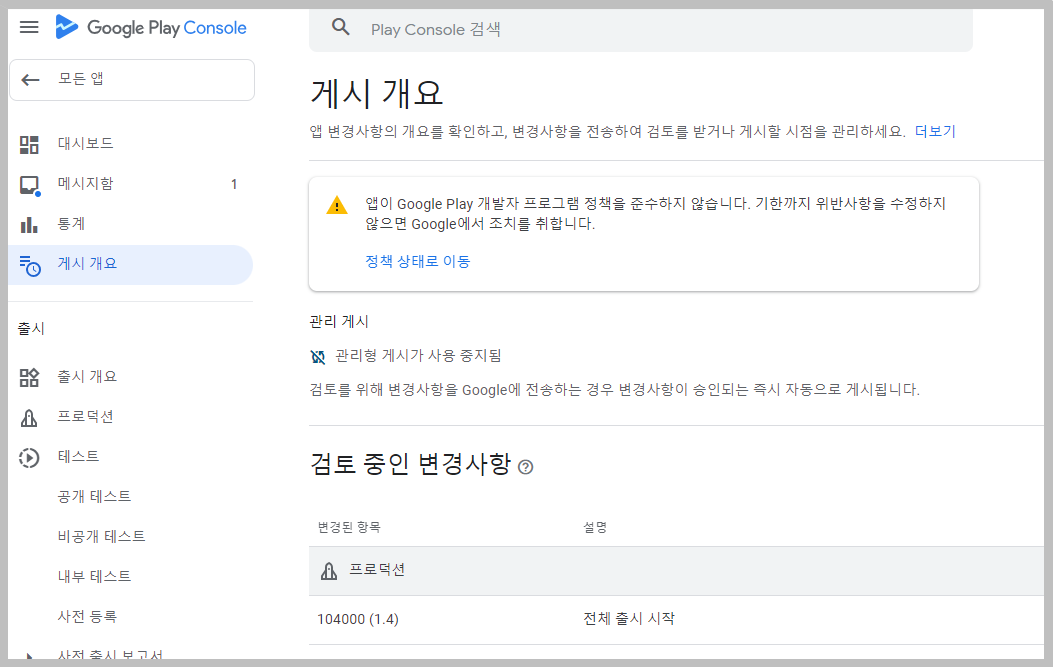 Google Play Console
Play Console 검색
모든 앱
대시보드
메시지함 1
통계
게시 개요
출시
출시 개요
프로덕션
테스트
공개 테스트
비공개 테스트
내부 테스트
사전 등록
사전 출시 보고서
게시 개요
앱 변경사항의 개요를 확인하고, 변경사항을 전송하여 검토를 받거나 게시할 시점을 관리하세요. 더보기
앱이 Google Play 개발자 프로그램 정책을 준수하지 않습니다. 기한까지 위반사항을 수정하지
않으면 Google에서 조치를 취합니다.
정책 상태로 이동
관리 게시
관리형 게시가 사용 중지됨
검토를 위해 변경사항을 Google에 전송하는 경우 변경사항이 승인되는 즉시 자동으로 게시됩니다.
검토 중인 변경사항
변경된 항목 설명
프로덕션
104000 (1.4) 전체 출시 시작